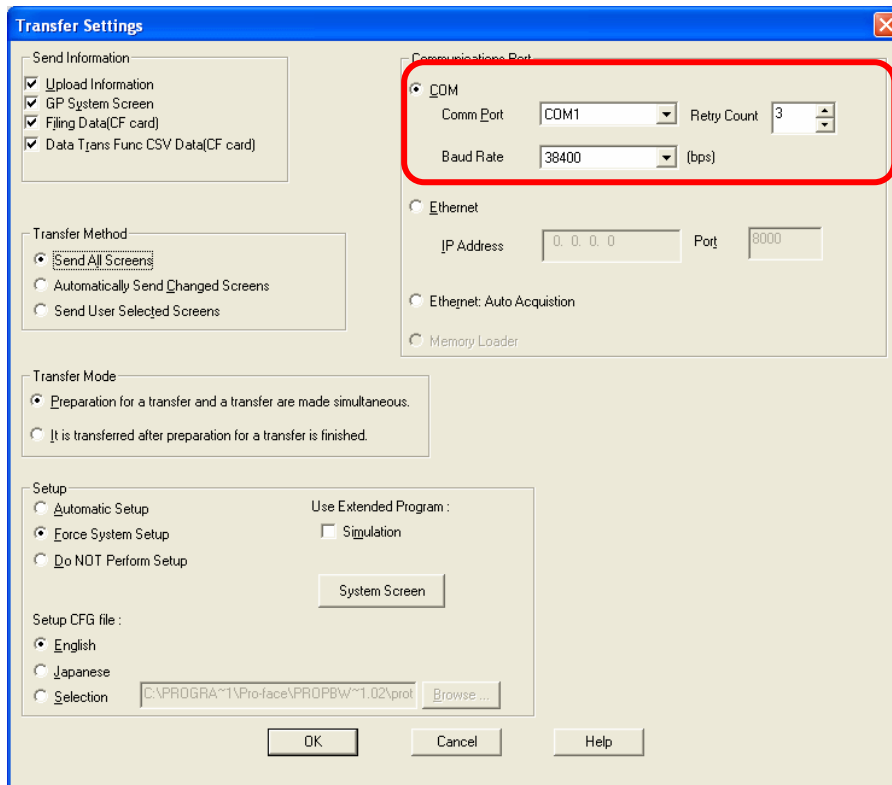 Transfer Settings
Send Information
Upload Information
GP System Screen
Filing Data(CF card)
Data Trans Func CSV Data(CF card)
Communications Port
COM
Comm Port
COM1
Retry Count
3
Baud Rate
38400
(bps)
Ethernet
IP Address
0. 0. 0. 0
Port
8000
Ethernet: Auto Acquistion
Memory Loader
Transfer Method
Send All Screens
Automatically Send Changed Screens
Send User Selected Screens
Transfer Mode
Preparation for a transfer and a transfer are made simultaneous.
It is transferred after preparation for a transfer is finished.
Setup
Automatic Setup
Force System Setup
Do NOT Perform Setup
Use Extended Program :
Simulation
System Screen
Setup CFG file :
English
Japanese
Selection
C:\PROGRA~1\Pro-face\PROPBW~1.02\prot
Browse ...
OK
Cancel
Help